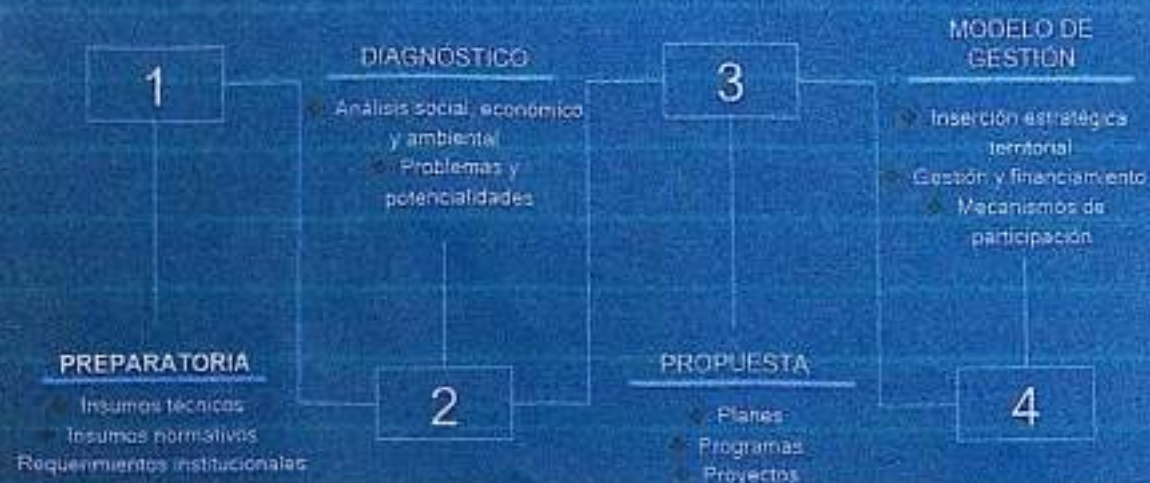 1
PREPARATORIA
Insumos técnicos
Insumos normativos
Requerimientos institucionales
DIAGNÓSTICO
Análisis social, económico
y ambiental
Problemas y
potencialidades
2
3
PROPUESTA
Planes
Programas
Proyectos
MODELO DE
GESTIÓN
Inserción estratégica
territorial
Gestión y financiamiento
Mecanismos de
participación
4